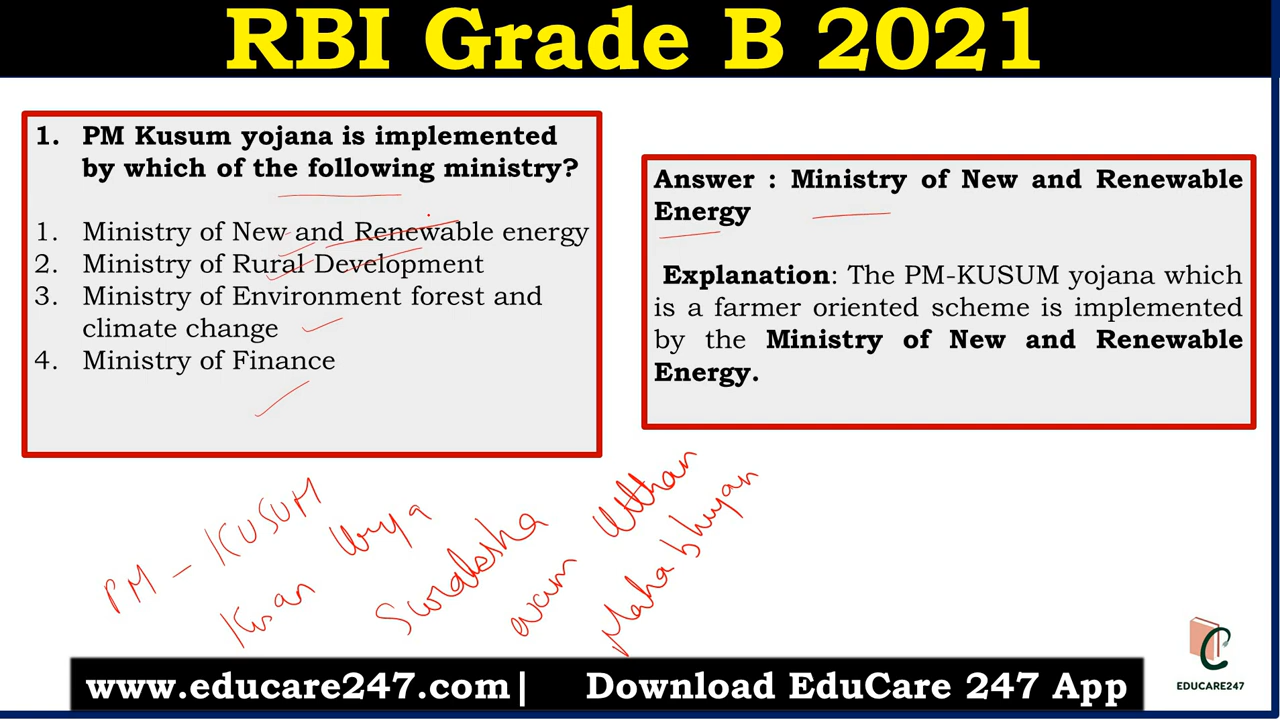 RBI Grade B 2021
1. PM Kusum yojana is implemented
by which of the following ministry?
1. Ministry of New and Renewable energy
2. Ministry of Rural Development
3. Ministry of Environment forest and
climate change
4. Ministry of Finance
Answer : Ministry of New and Renewable
Energy
Explanation: The PM-KUSUM yojana which
is a farmer oriented scheme is implemented
by the Ministry of New and Renewable
Energy.
PM - KUSUM
Kisan Urja
Suraksha
evam Utthan
Mahabhiyan
www.educare247.com| Download EduCare 247 App
EDUCARE247